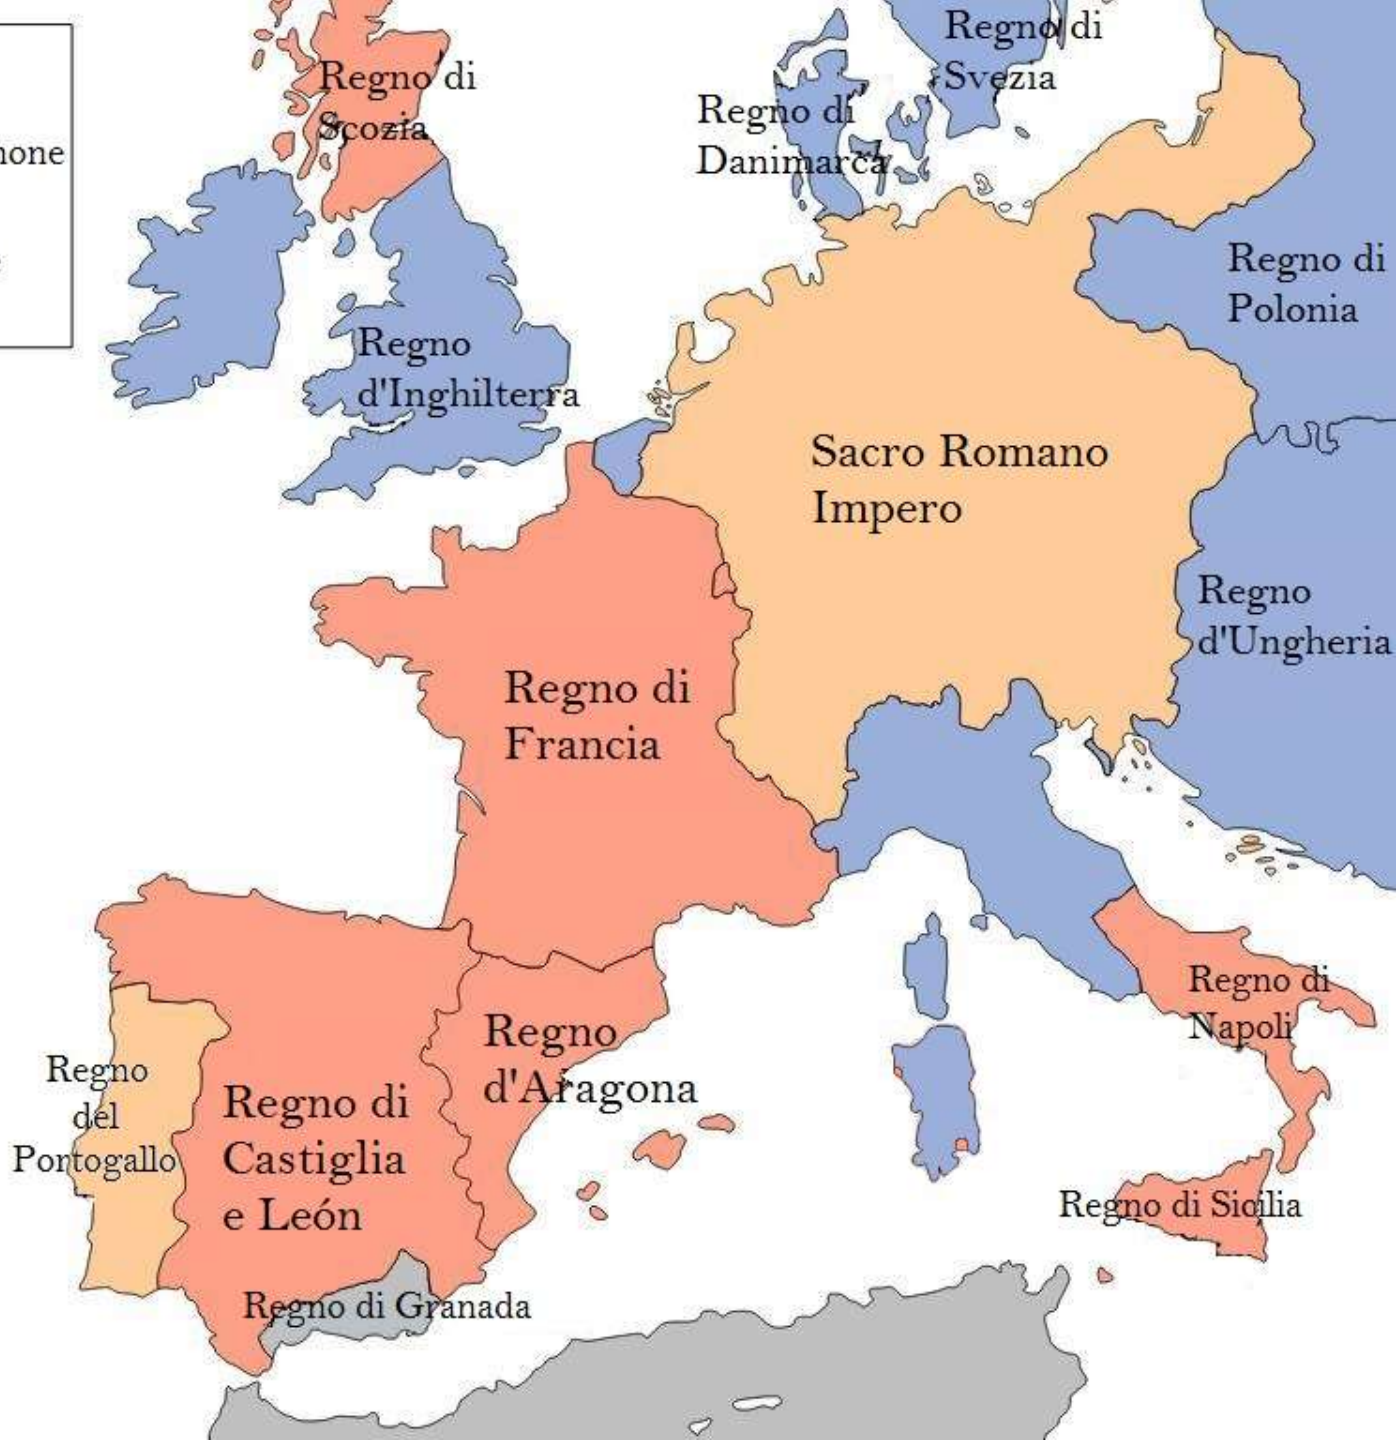 Regno di
Svezia
Regno di
Scozia
Regno di
Danimarca
Regno di
Polonia
Regno
d'Inghilterra
Sacro Romano
Impero
Regno
d'Ungheria
Regno di
Francia
Regno di
Napoli
Regno
d'Aragona
Regno
del
Portogallo
Regno di
Castiglia
e León
Regno di Sicilia
Regno di Granada